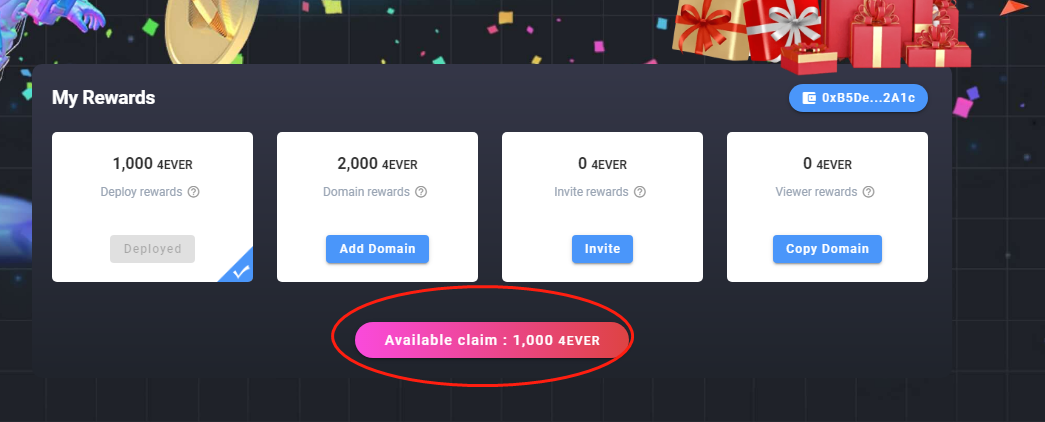 My Rewards
0xB5De...2A1c
1,000 4EVER
Deploy rewards
Deployed
2,000 4EVER
Domain rewards
Add Domain
0 4EVER
Invite rewards
Invite
0 4EVER
Viewer rewards
Copy Domain
Available claim : 1,000 4EVER